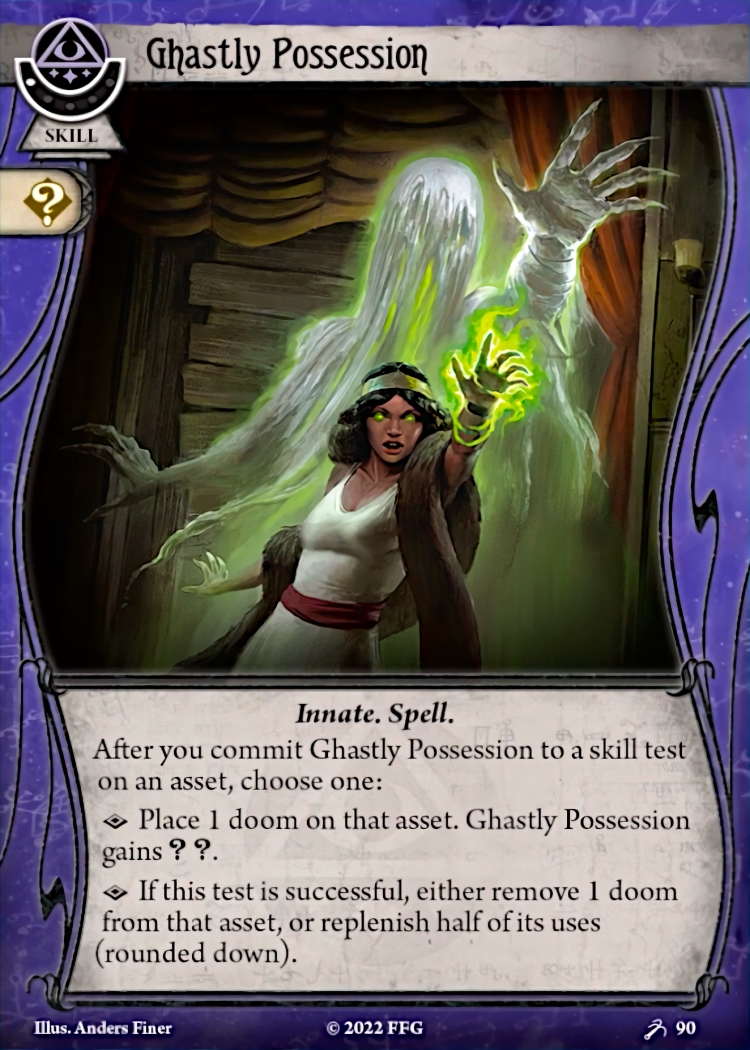 Ghastly Possession
SKILL
?
Innate. Spell.
After you commit Ghastly Possession to a skill test
on an asset, choose one:
Place 1 doom on that asset. Ghastly Possession
gains ? ?.
If this test is successful, either remove 1 doom
from that asset, or replenish half of its uses
(rounded down).
Illus. Anders Finer
© 2022 FFG
90